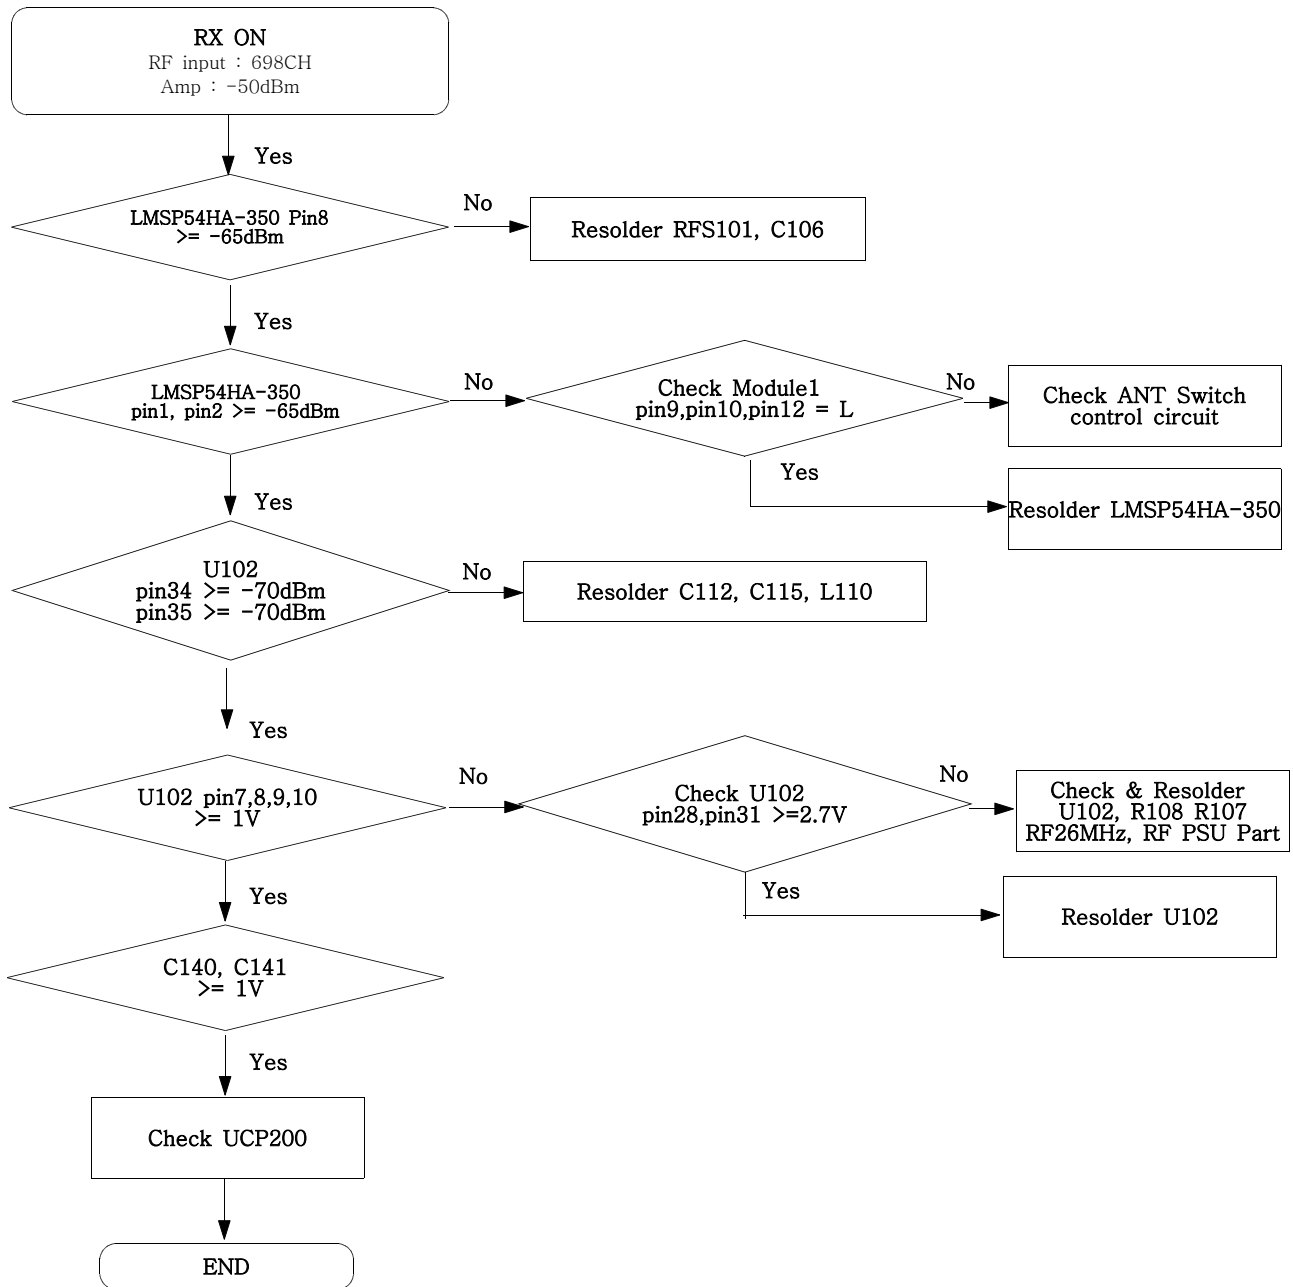 RX ON
RF input : 698CH
Amp : -50dBm
Yes
LMSP54HA-350 Pin8
>= -65dBm
No
Resolder RFS101, C106
Yes
LMSP54HA-350
pin1, pin2 >= -65dBm
No
Check Module1
pin9,pin10,pin12 = L
No
Check ANT Switch
control circuit
Yes
Resolder LMSP54HA-350
Yes
U102
pin34 >= -70dBm
pin35 >= -70dBm
No
Resolder C112, C115, L110
Yes
U102 pin7,8,9,10
>= 1V
No
Check U102
pin28,pin31 >=2.7V
No
Check & Resolder
U102, R108 R107
RF26MHz, RF PSU Part
Yes
Resolder U102
Yes
C140, C141
>= 1V
Yes
Check UCP200
END